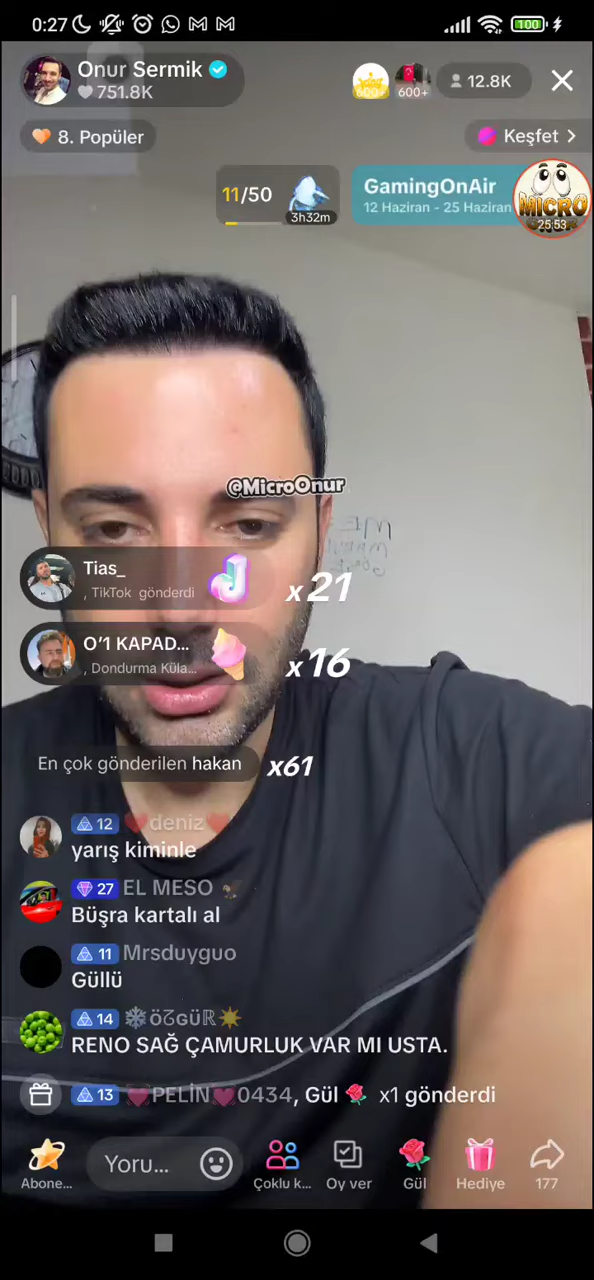 0:27
100
Onur Sermik
751.8K
600+
600+
12.8K
8. Popüler
Keşfet
11/50
3h32m
GamingOnAir
12 Haziran - 25 Haziran
MICRO
25:53
@MicroOnur
Tias_
, TikTok gönderdi
x21
O'1 KAPAD...
, Dondurma Küla...
x16
En çok gönderilen hakan
x61
12 ❤️deniz❤️
yarış kiminle
27 EL MESO 🦅
Büşra kartalı al
11 Mrsduyguo
Güllü
14 ❄️öƼGüℝ☀️
RENO SAĞ ÇAMURLUK VAR MI USTA.
13 💓PELİN💓0434, Gül 🌹 x1 gönderdi
Abone...
Yoru...
Çoklu k...
Oy ver
Gül
Hediye
177